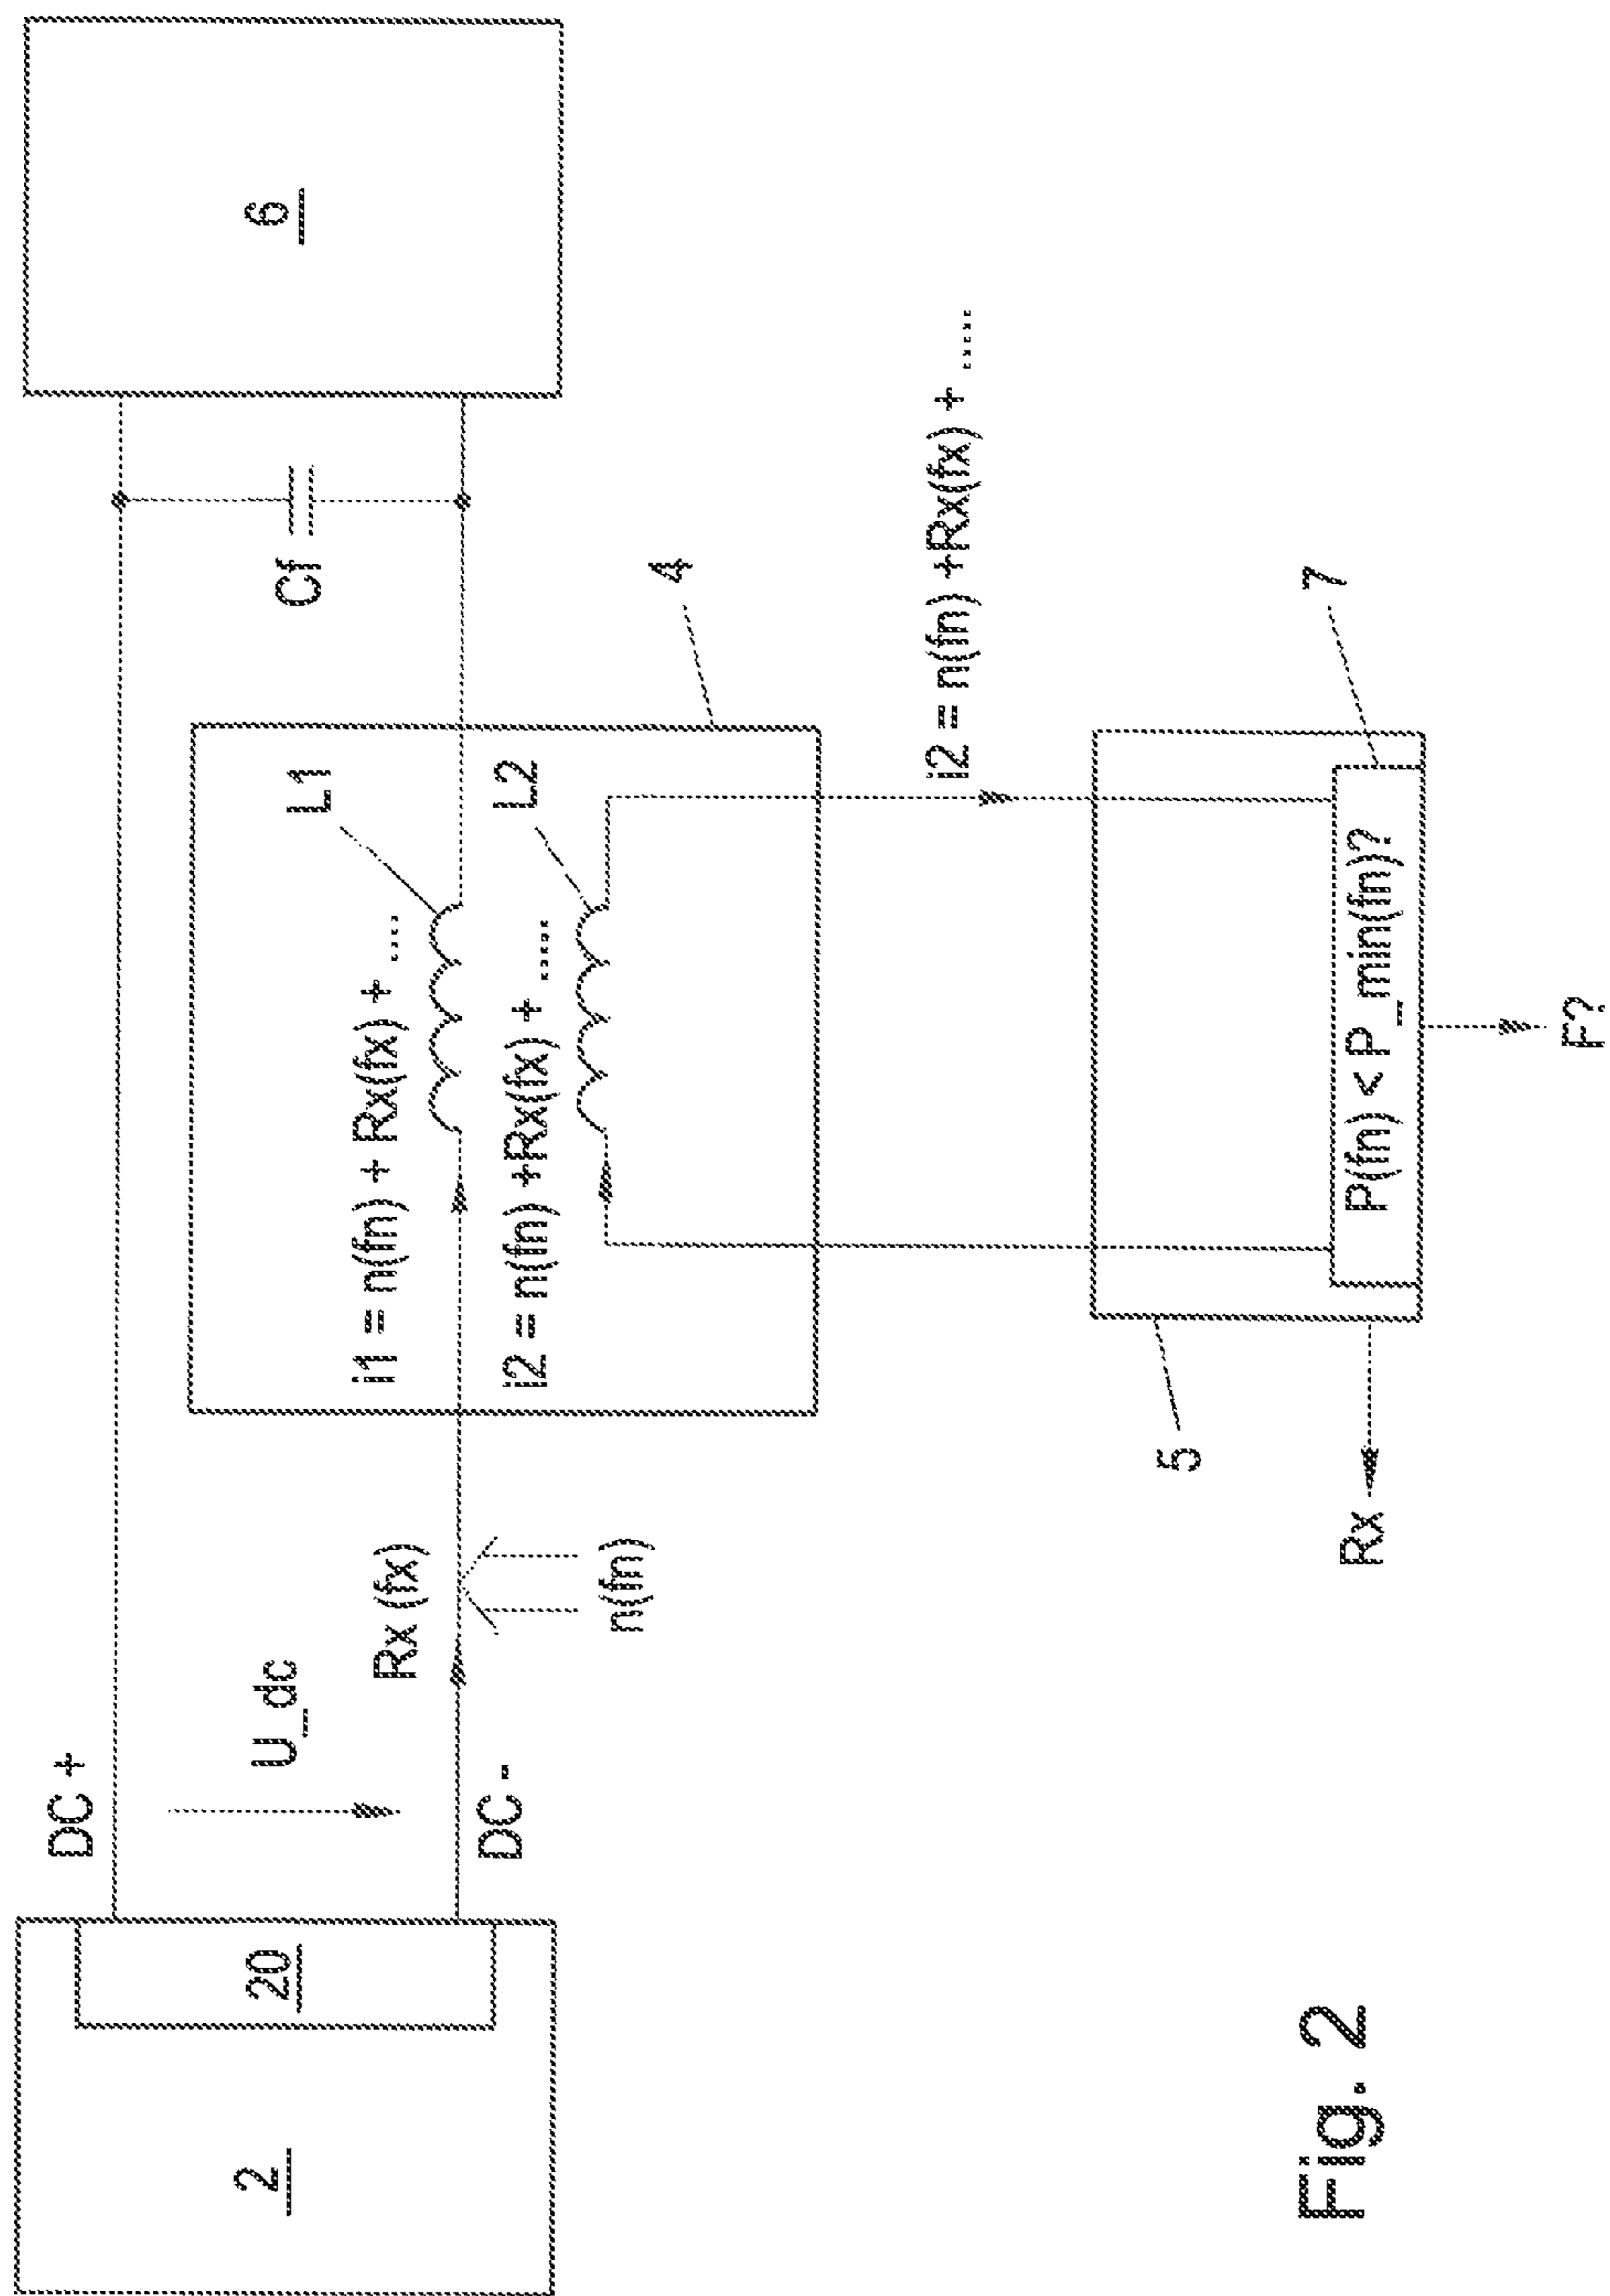 DC +
U_dc
DC -
Rx (fx)
n(fn)
2
20
6
Cf
4
L1
i1 = n(fn) + Rx(fx) + ....
L2
i2 = n(fn) +Rx(fx) + .....
i2 = n(fn) +Rx(fx) + .....
5
7
P(fn) < P_min(fn)?
Rx
F?
Fig. 2